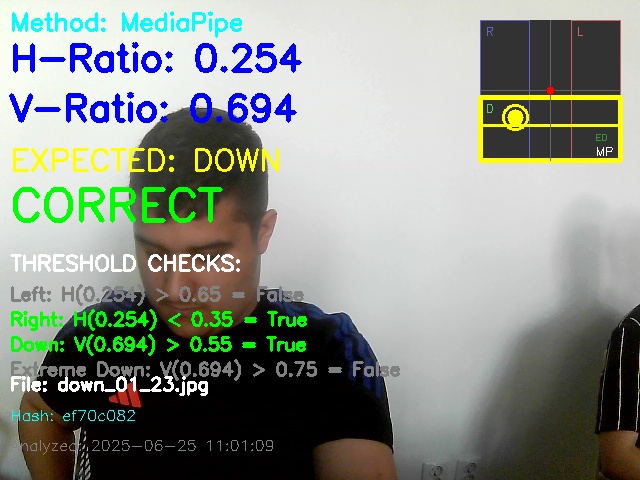 Method: MediaPipe
H-Ratio: 0.254
V-Ratio: 0.694
EXPECTED: DOWN
CORRECT
THRESHOLD CHECKS:
Left: H(0.254) > 0.65 = False
Right: H(0.254) < 0.35 = True
Down: V(0.694) > 0.55 = True
Extreme Down: V(0.694) > 0.75 = False
File: down_01_23.jpg
Hash: ef70c082
Analyzed: 2025-06-25 11:01:09
R L
D
ED
MP